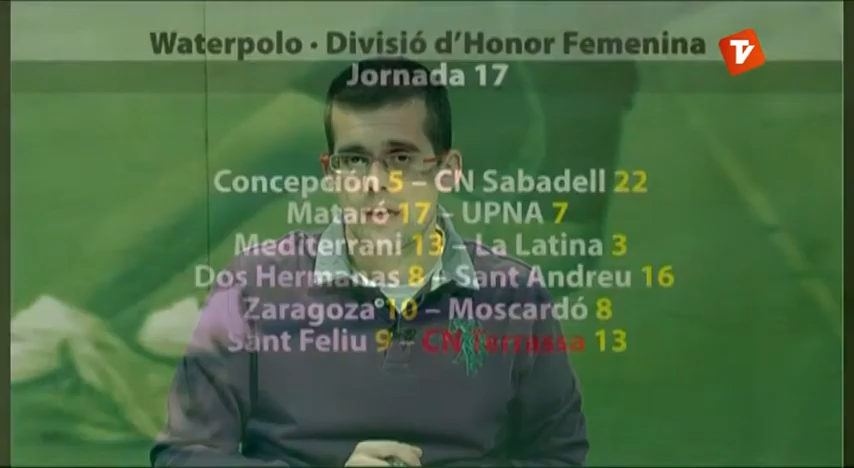 Waterpolo · Divisió d'Honor Femenina
TV
Jornada 17
Concepción 5 – CN Sabadell 22
Mataró 17 – UPNA 7
Mediterrani 13 – La Latina 3
Dos Hermanas 8 – Sant Andreu 16
Zaragoza 10 – Moscardó 8
Sant Feliu 9 – CN Terrassa 13